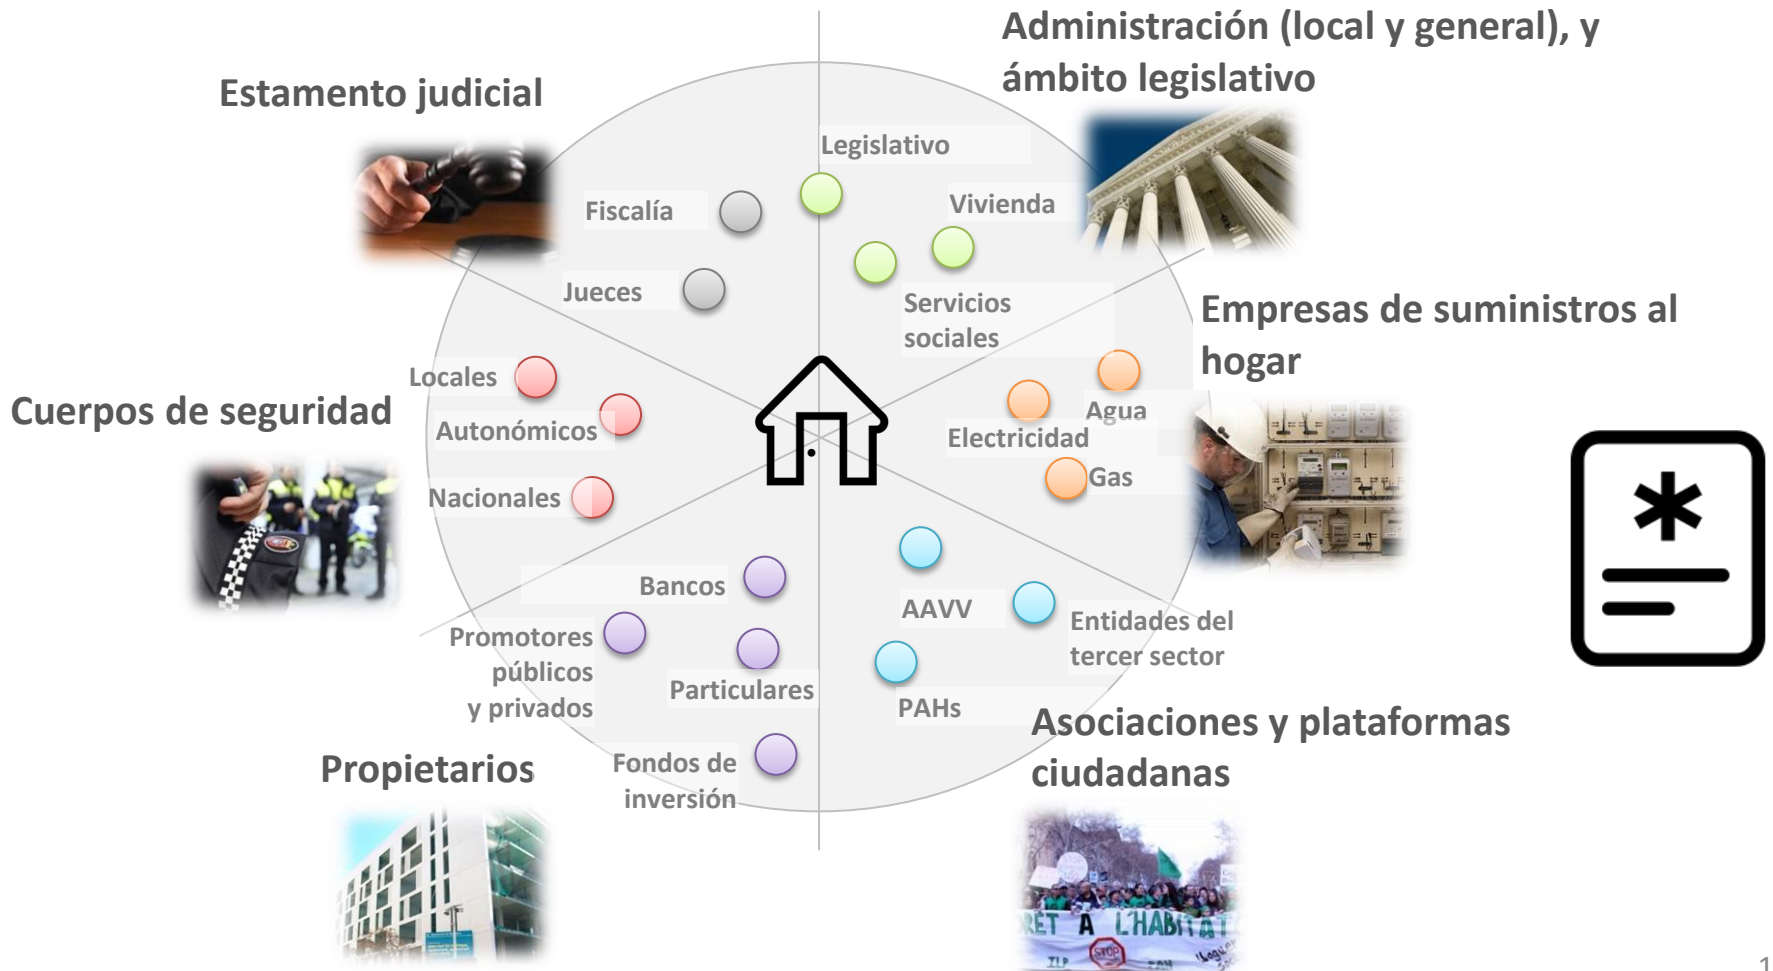 Administración (local y general), y
ámbito legislativo
Estamento judicial
Legislativo
Fiscalía
Vivienda
Jueces
Servicios
sociales
Empresas de suministros al
hogar
Locales
Cuerpos de seguridad
Autonómicos
Agua
Electricidad
Nacionales
Gas
Bancos
AAVV
Promotores
públicos
y privados
Entidades del
tercer sector
Particulares
PAHs
Asociaciones y plataformas
ciudadanas
Propietarios
Fondos de
inversión
RET A L'HABITAT
STOP
ILP
PAH
1